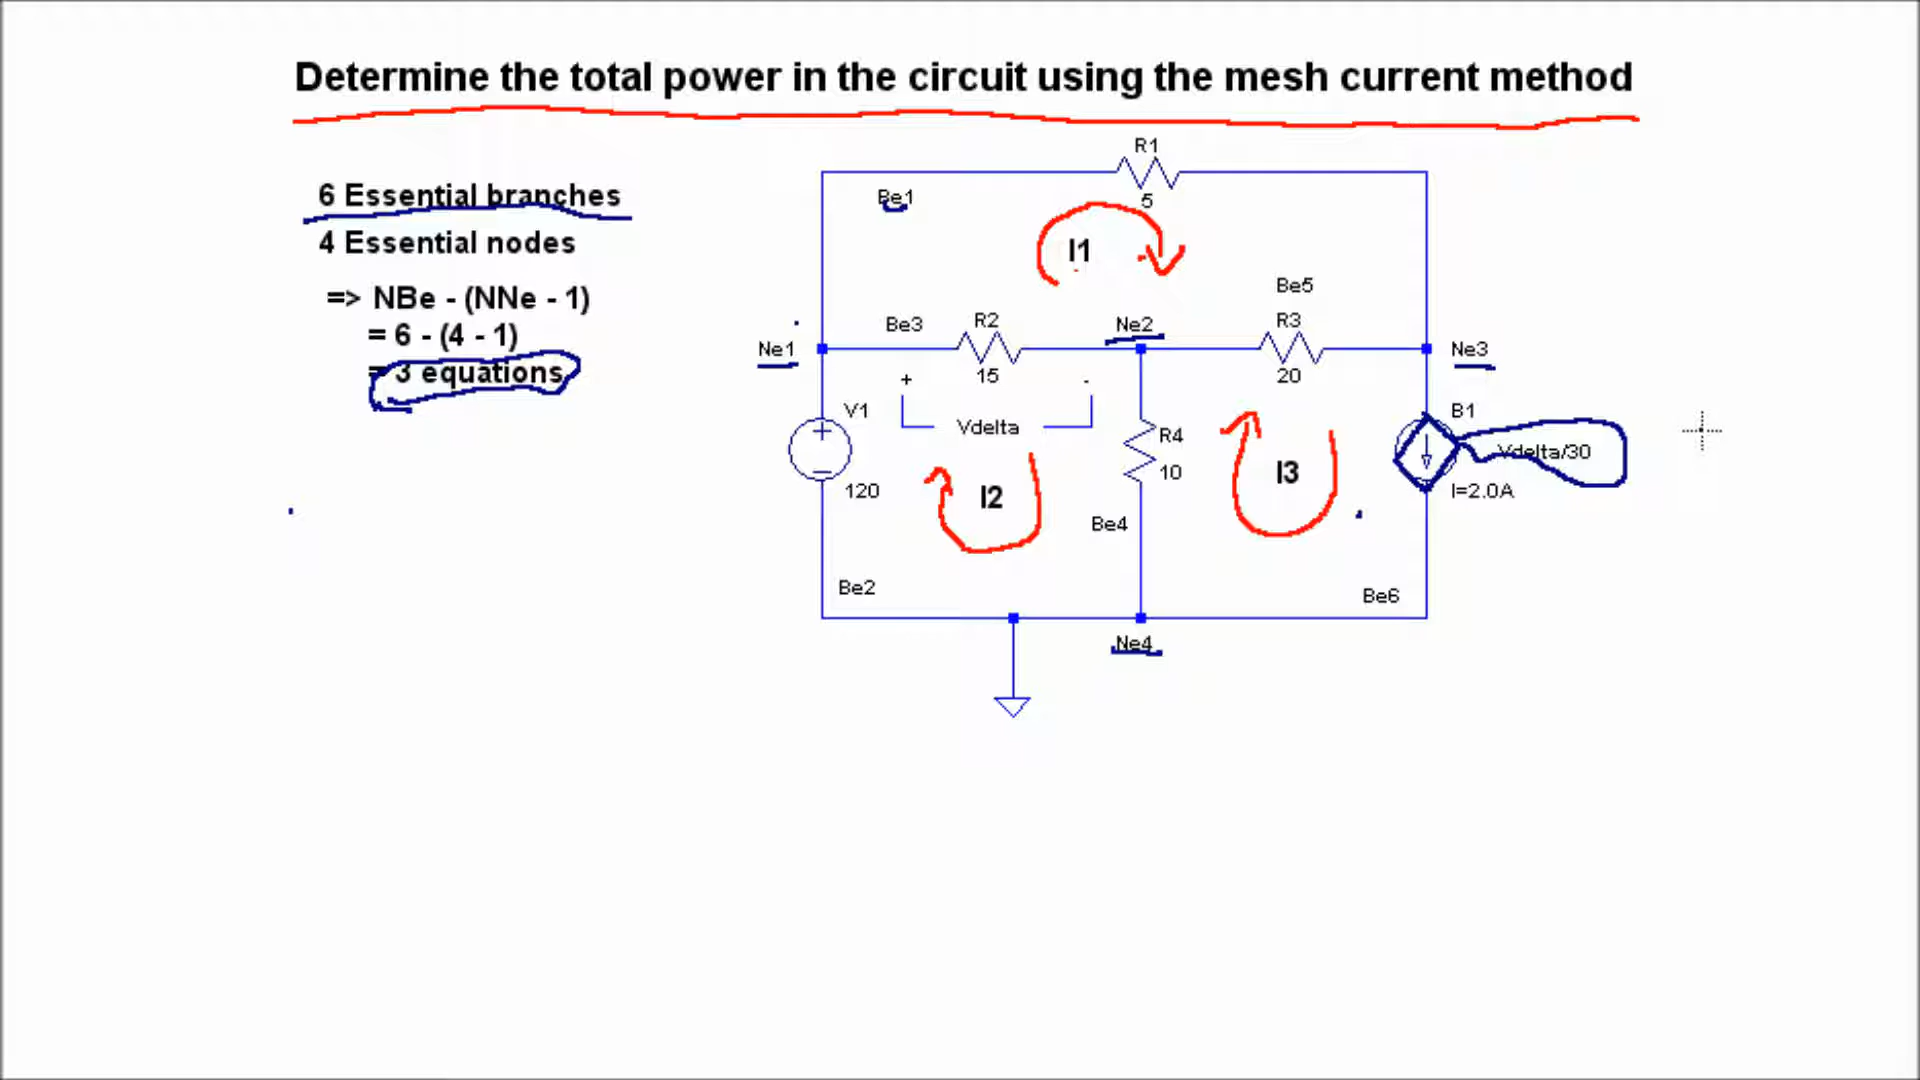 Determine the total power in the circuit using the mesh current method
6 Essential branches
4 Essential nodes
=> NBe - (NNe - 1)
= 6 - (4 - 1)
= 3 equations
R1
5
Be1
I1
Be5
Be3
R2
15
Ne2
R3
20
Ne1
Ne3
+
-
Vdelta
V1
120
R4
10
B1
Vdelta/30
I=2.0A
I2
I3
Be4
Be2
Be6
Ne4